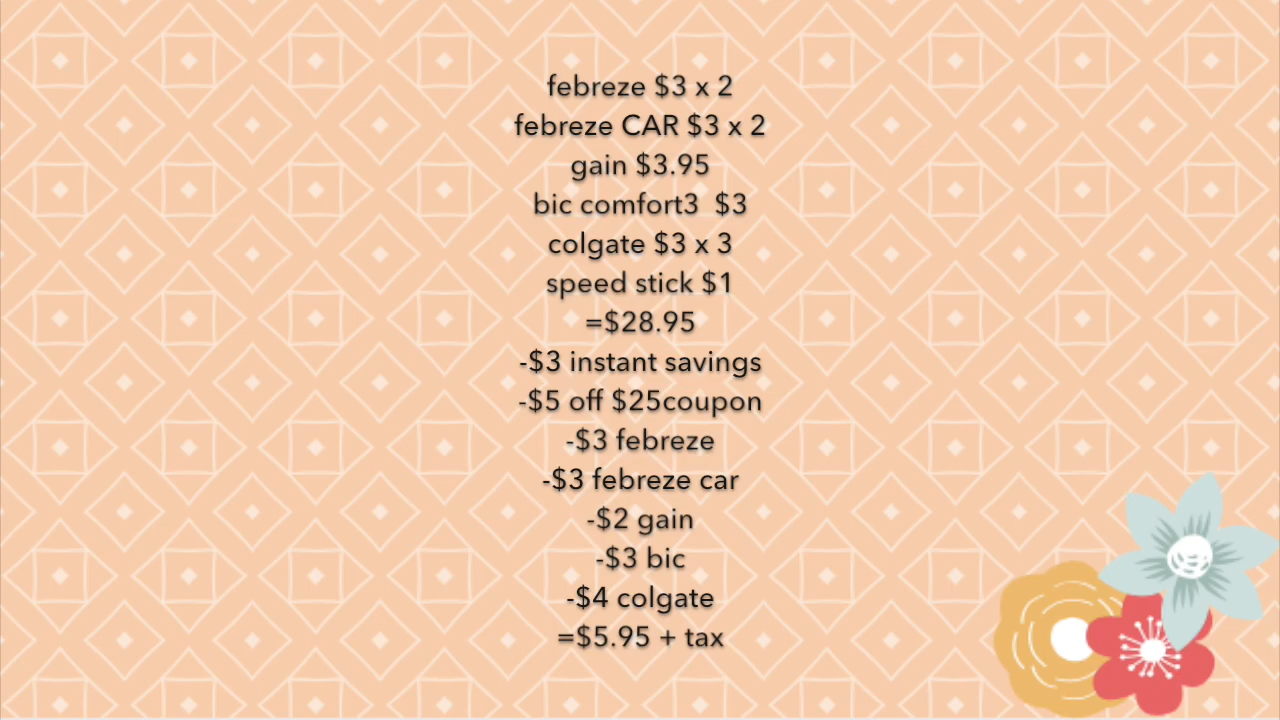 febreze $3 x 2
febreze CAR $3 x 2
gain $3.95
bic comfort3  $3
colgate $3 x 3
speed stick $1
=$28.95
-$3 instant savings
-$5 off $25coupon
-$3 febreze
-$3 febreze car
-$2 gain
-$3 bic
-$4 colgate
=$5.95 + tax